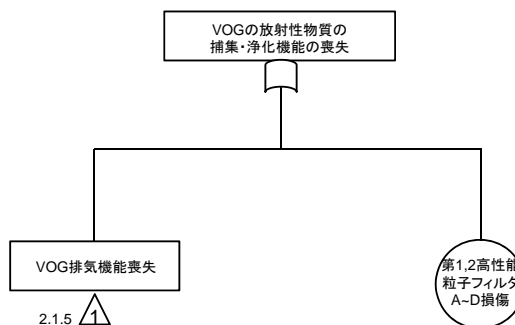 VOGの放射性物質の
捕集・浄化機能の喪失
VOG排気機能喪失
2.1.5
1
第1,2高性能
粒子フィルタ
A~D損傷